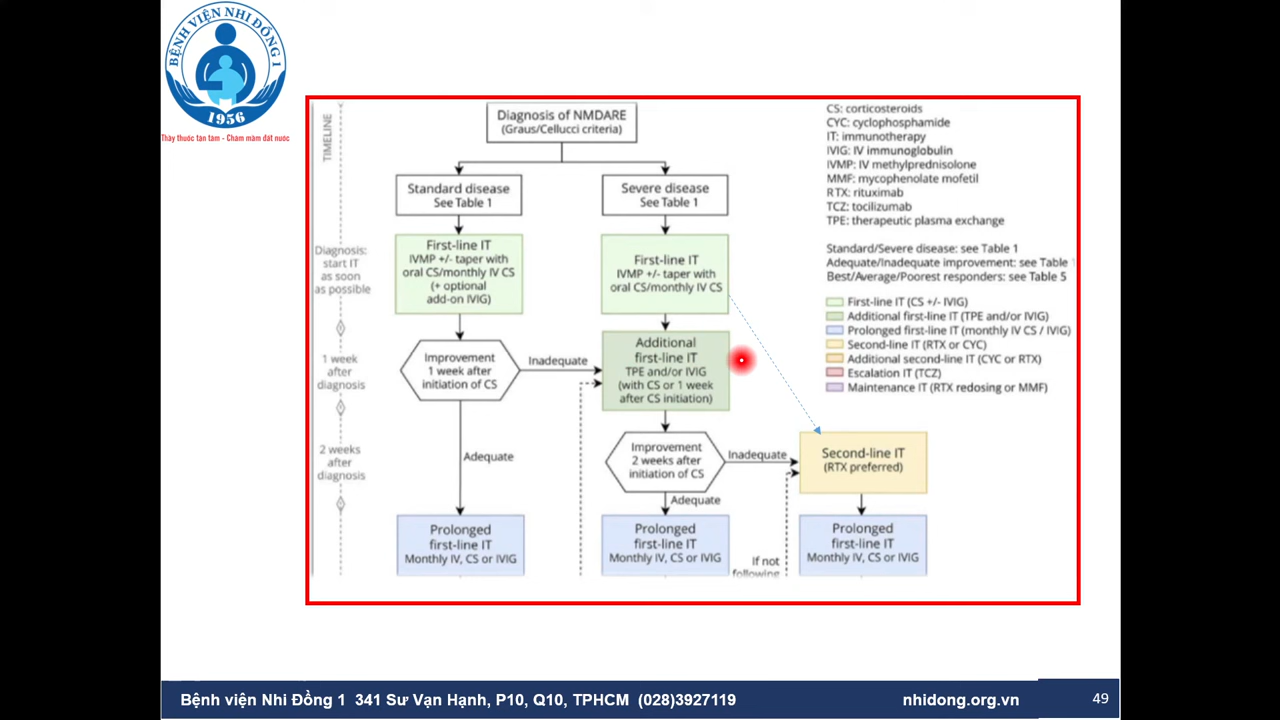 BỆNH VIỆN NHI ĐỒNG 1
1956
Thầy thuốc tận tâm - Chăm mầm đất nước
TIMELINE
Diagnosis of NMDARE
(Graus/Cellucci criteria)
Standard disease
See Table 1
Severe disease
See Table 1
CS: corticosteroids
CYC: cyclophosphamide
IT: immunotherapy
IVIG: IV immunoglobulin
IVMP: IV methylprednisolone
MMF: mycophenolate mofetil
RTX: rituximab
TCZ: tocilizumab
TPE: therapeutic plasma exchange
Standard/Severe disease: see Table 1
Adequate/Inadequate improvement: see Table 1
Best/Average/Poorest responders: see Table 5
First-line IT (CS +/- IVIG)
Additional first-line IT (TPE and/or IVIG)
Prolonged first-line IT (monthly IV CS / IVIG)
Second-line IT (RTX or CYC)
Additional second-line IT (CYC or RTX)
Escalation IT (TCZ)
Maintenance IT (RTX redosing or MMF)
Diagnosis:
start IT
as soon
as possible
First-line IT
IVMP +/- taper with
oral CS/monthly IV CS
(+ optional
add-on IVIG)
First-line IT
IVMP +/- taper with
oral CS/monthly IV CS
1 week
after
diagnosis
Improvement
1 week after
initiation of CS
Inadequate
Additional
first-line IT
TPE and/or IVIG
(with CS or 1 week
after CS initiation)
2 weeks
after
diagnosis
Adequate
Improvement
2 weeks after
initiation of CS
Inadequate
Second-line IT
(RTX preferred)
Adequate
Prolonged
first-line IT
Monthly IV, CS or IVIG
Prolonged
first-line IT
Monthly IV, CS or IVIG
If not
following
Prolonged
first-line IT
Monthly IV, CS or IVIG
Bệnh viện Nhi Đồng 1 341 Sư Vạn Hạnh, P10, Q10, TPHCM (028)3927119
nhidong.org.vn
49